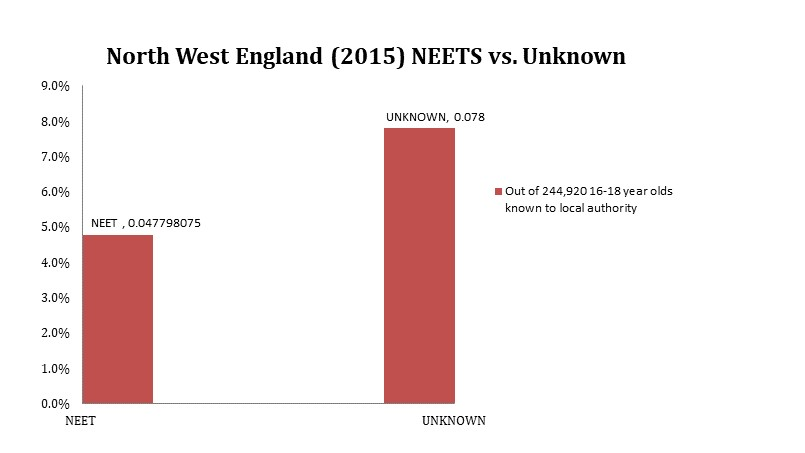 North West England (2015) NEETS vs. Unknown
9.0%
8.0%
7.0%
6.0%
5.0%
4.0%
3.0%
2.0%
1.0%
0.0%
NEET , 0.047798075
UNKNOWN, 0.078
NEET
UNKNOWN
Out of 244,920 16-18 year olds
known to local authority